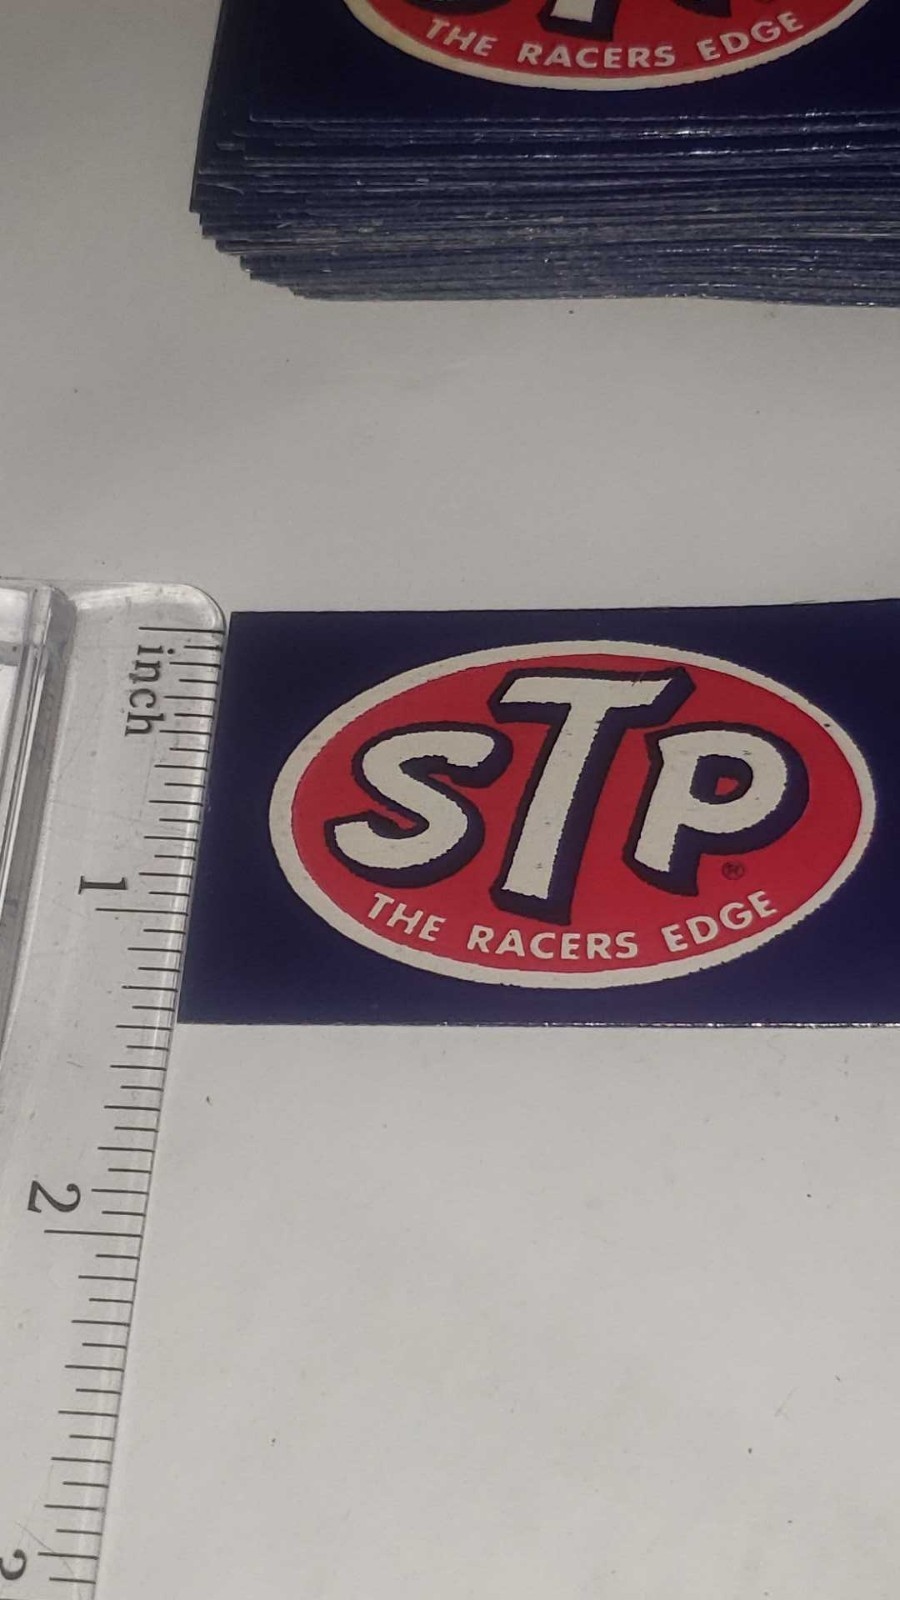 THE RACERS EDGE
inch
1
2
STP
®
THE RACERS EDGE